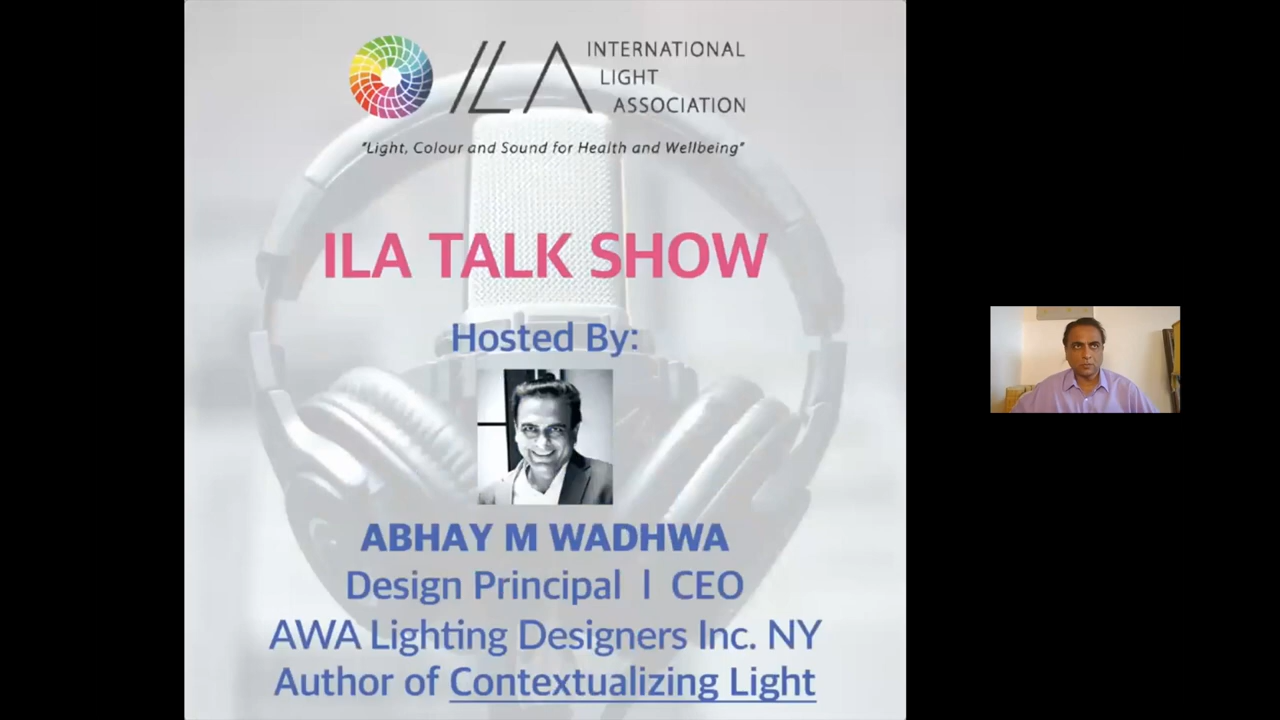 ILA
INTERNATIONAL
LIGHT
ASSOCIATION
"Light, Colour and Sound for Health and Wellbeing"
ILA TALK SHOW
Hosted By:
ABHAY M WADHWA
Design Principal | CEO
AWA Lighting Designers Inc. NY
Author of Contextualizing Light